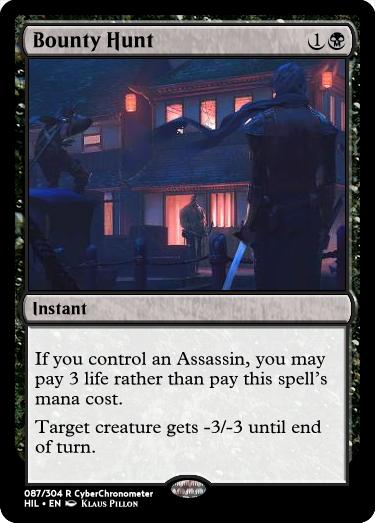 Bounty Hunt 1
Instant
If you control an Assassin, you may
pay 3 life rather than pay this spell's
mana cost.
Target creature gets -3/-3 until end
of turn.
087/304 R CyberChronometer
HIL • EN Klaus Pillon